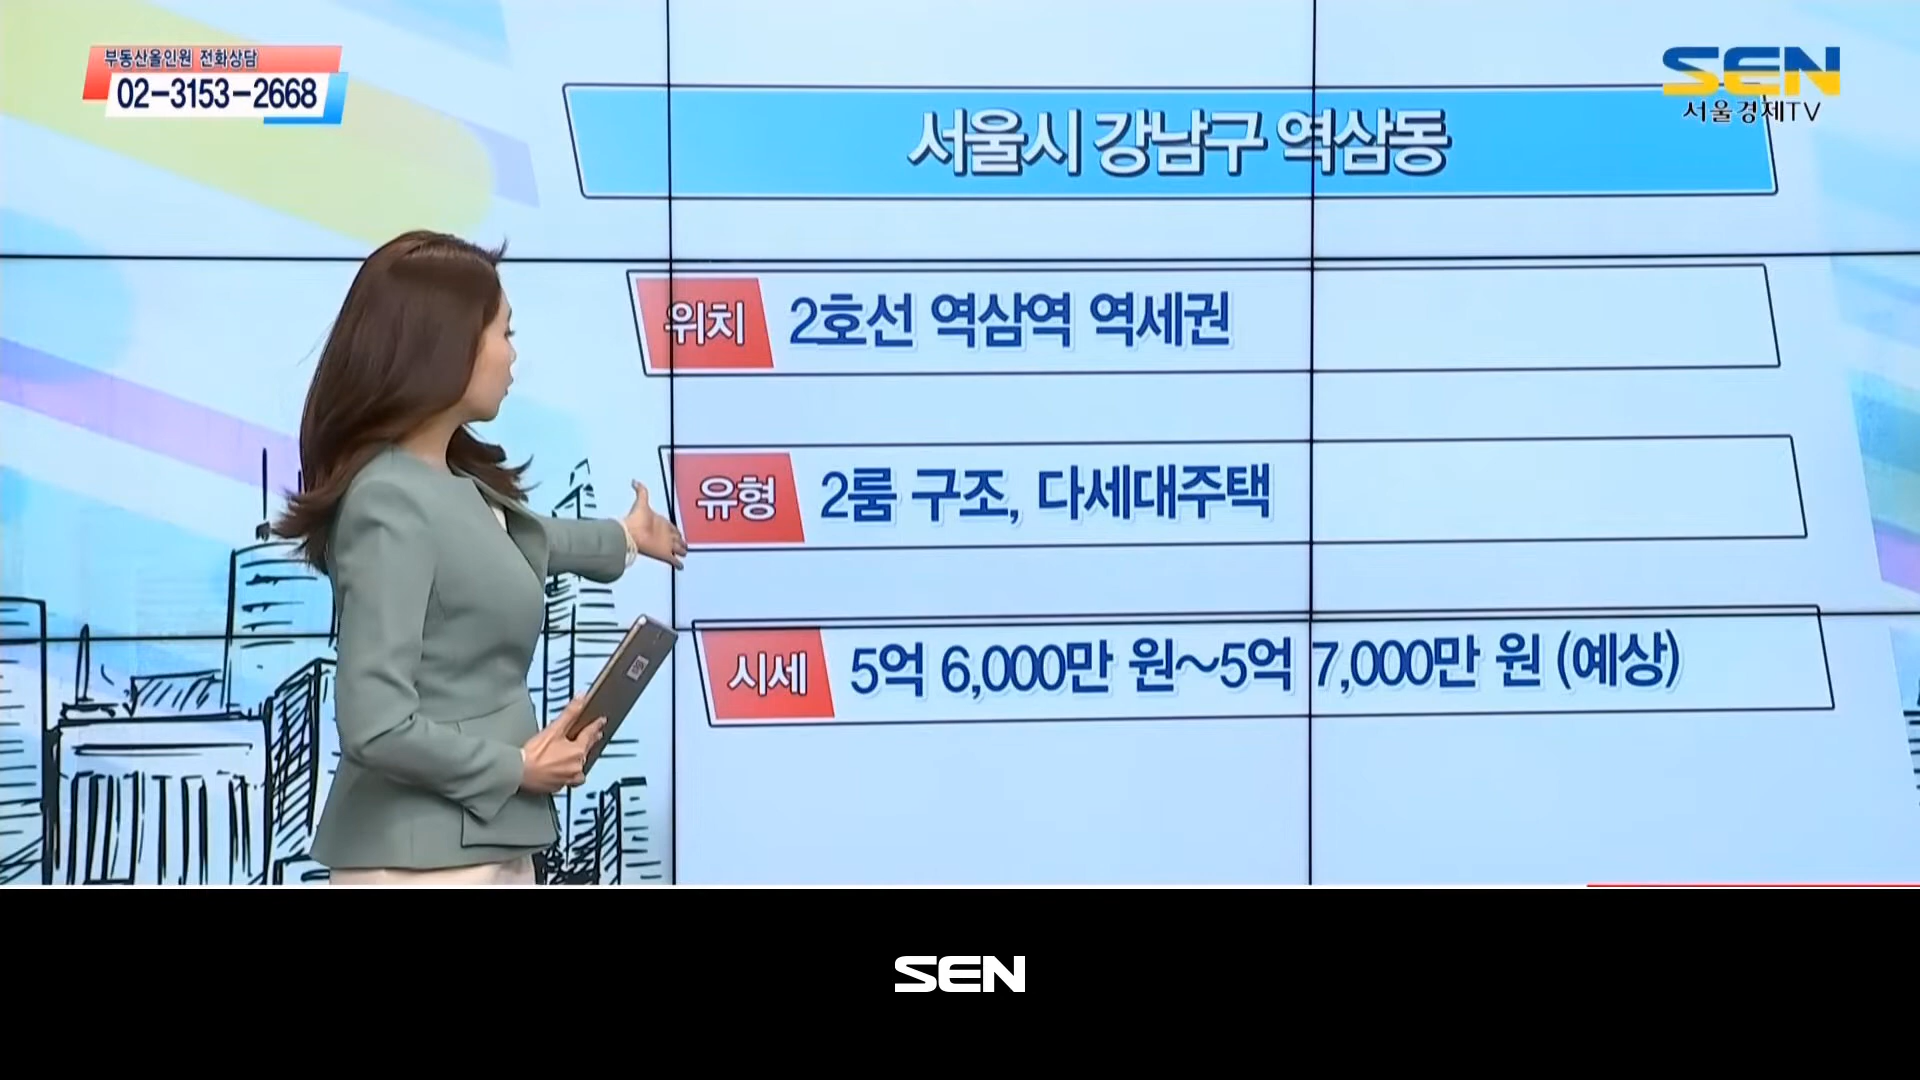 부동산올인원 전화상담
02-3153-2668
SEN
서울경제TV
서울시 강남구 역삼동
위치 2호선 역삼역 역세권
유형 2룸 구조, 다세대주택
시세 5억 6,000만 원~5억 7,000만 원 (예상)
SEN